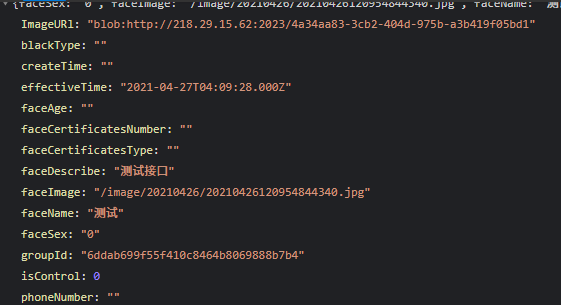 {faceSex: "0", faceImage: "/image/20210426/20210426120954844340.jpg", faceName: "测
ImageURl: "blob:http://218.29.15.62:2023/4a34aa83-3cb2-404d-975b-a3b419f05bd1"
blackType: ""
createTime: ""
effectiveTime: "2021-04-27T04:09:28.000Z"
faceAge: ""
faceCertificatesNumber: ""
faceCertificatesType: ""
faceDescribe: "测试接口"
faceImage: "/image/20210426/20210426120954844340.jpg"
faceName: "测试"
faceSex: "0"
groupId: "6ddab699f55f410c8464b8069888b7b4"
isControl: 0
phoneNumber: ""